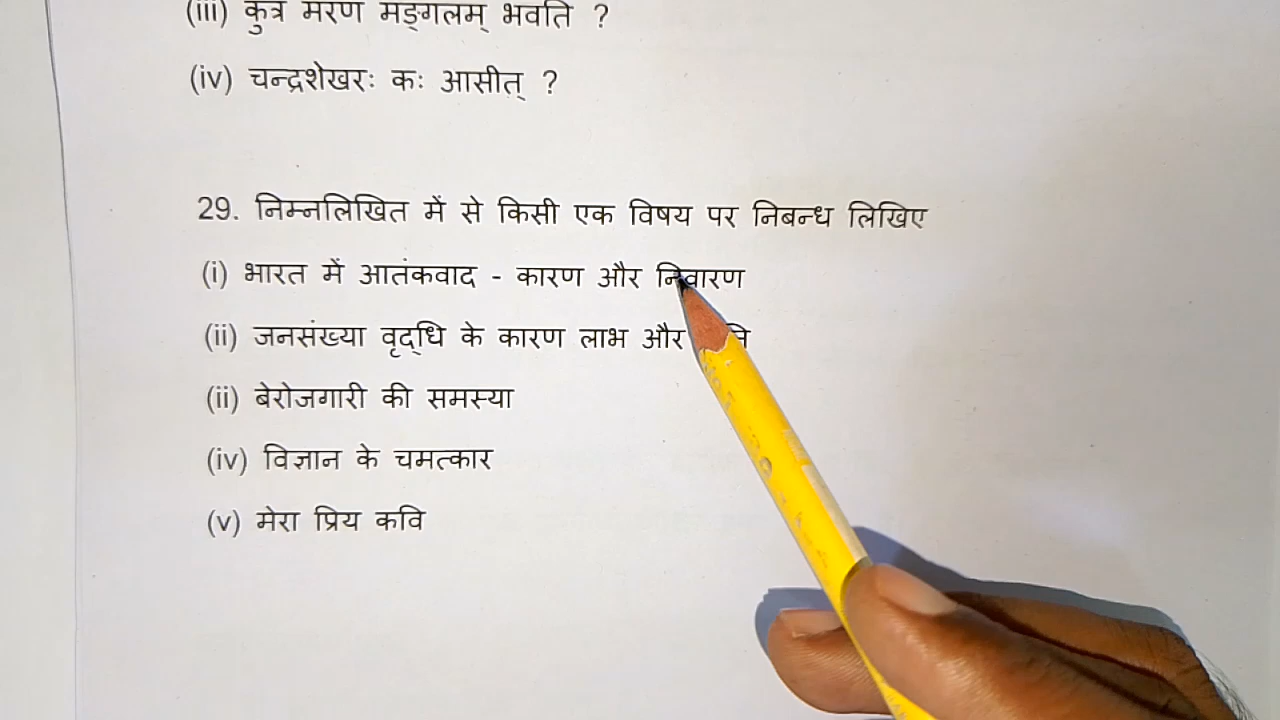 (iii) कुत्र मरण मङ्गलम् भवति ?
(iv) चन्द्रशेखरः कः आसीत् ?
29. निम्नलिखित में से किसी एक विषय पर निबन्ध लिखिए
(i) भारत में आतंकवाद - कारण और निवारण
(ii) जनसंख्या वृद्धि के कारण लाभ और
(ii) बेरोजगारी की समस्या
(iv) विज्ञान के चमत्कार
(v) मेरा प्रिय कवि